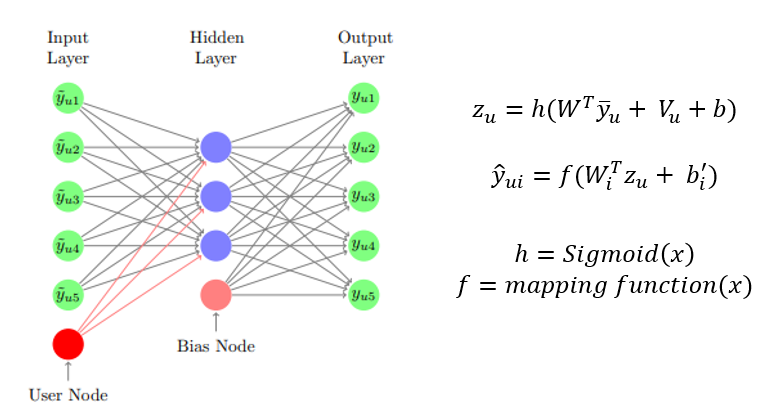 Input Layer
Hidden Layer
Output Layer
ỹᵤ₁
ỹᵤ₂
ỹᵤ₃
ỹᵤ₄
ỹᵤ₅
yᵤ₁
yᵤ₂
yᵤ₃
yᵤ₄
yᵤ₅
User Node
Bias Node
z_u = h(W^T ȳ_u + V_u + b)
ŷ_ui = f(W_i^T z_u + b_i′)
h = Sigmoid(x)
f = mapping function(x)